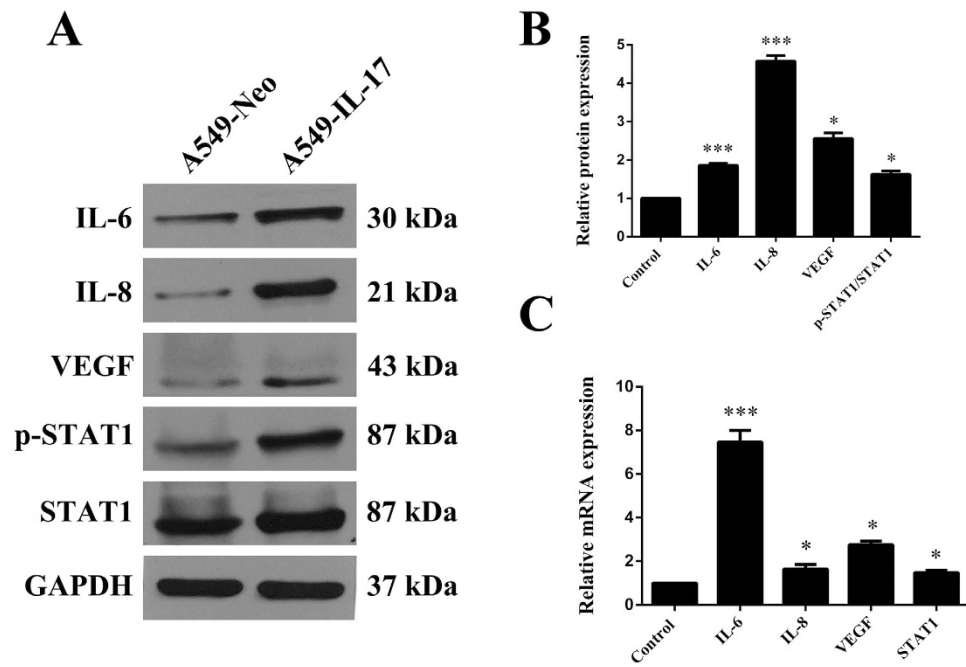 A
A549-Neo A549-IL-17
IL-6 30 kDa
IL-8 21 kDa
VEGF 43 kDa
p-STAT1 87 kDa
STAT1 87 kDa
GAPDH 37 kDa
B
Relative protein expression
5
4
3
2
1
0
***
***
*
*
Control IL-6 IL-8 VEGF p-STAT1/STAT1
C
Relative mRNA expression
10
8
6
4
2
0
***
*
*
*
Control IL-6 IL-8 VEGF STAT1